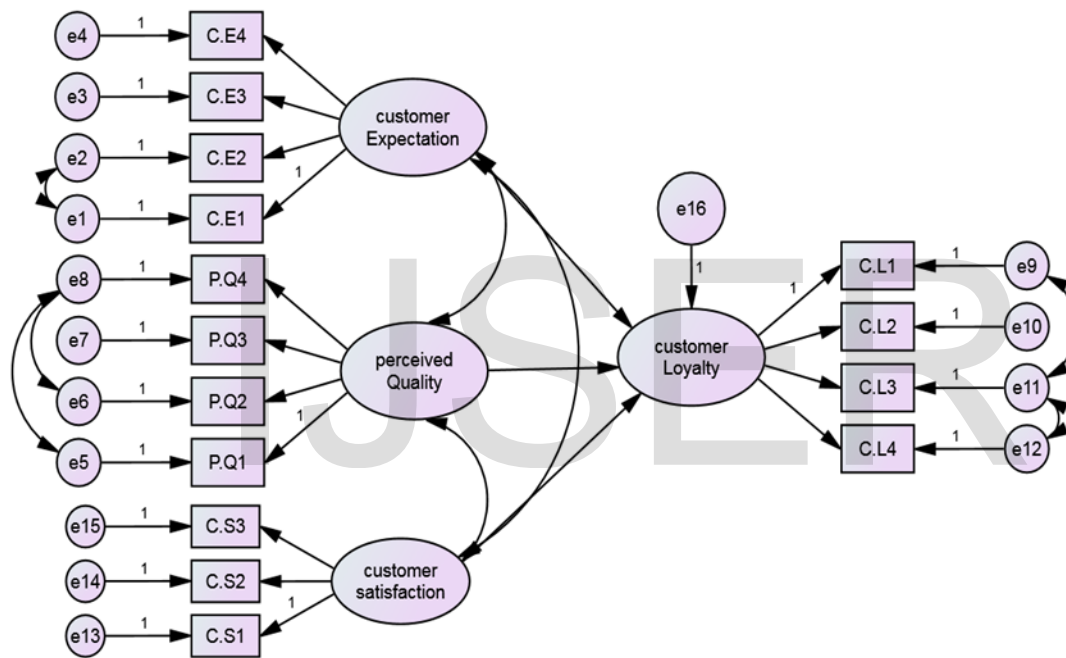 e4 1 C.E4
e3 1 C.E3
e2 1 C.E2
e1 1 C.E1
1
customer
Expectation
e8 1 P.Q4
e7 1 P.Q3
e6 1 P.Q2
e5 1 P.Q1
1
perceived
Quality
e15 1 C.S3
e14 1 C.S2
e13 1 C.S1
1
customer
satisfaction
e16
1
customer
Loyalty
1
C.L1 1 e9
C.L2 1 e10
C.L3 1 e11
C.L4 1 e12
IJSER